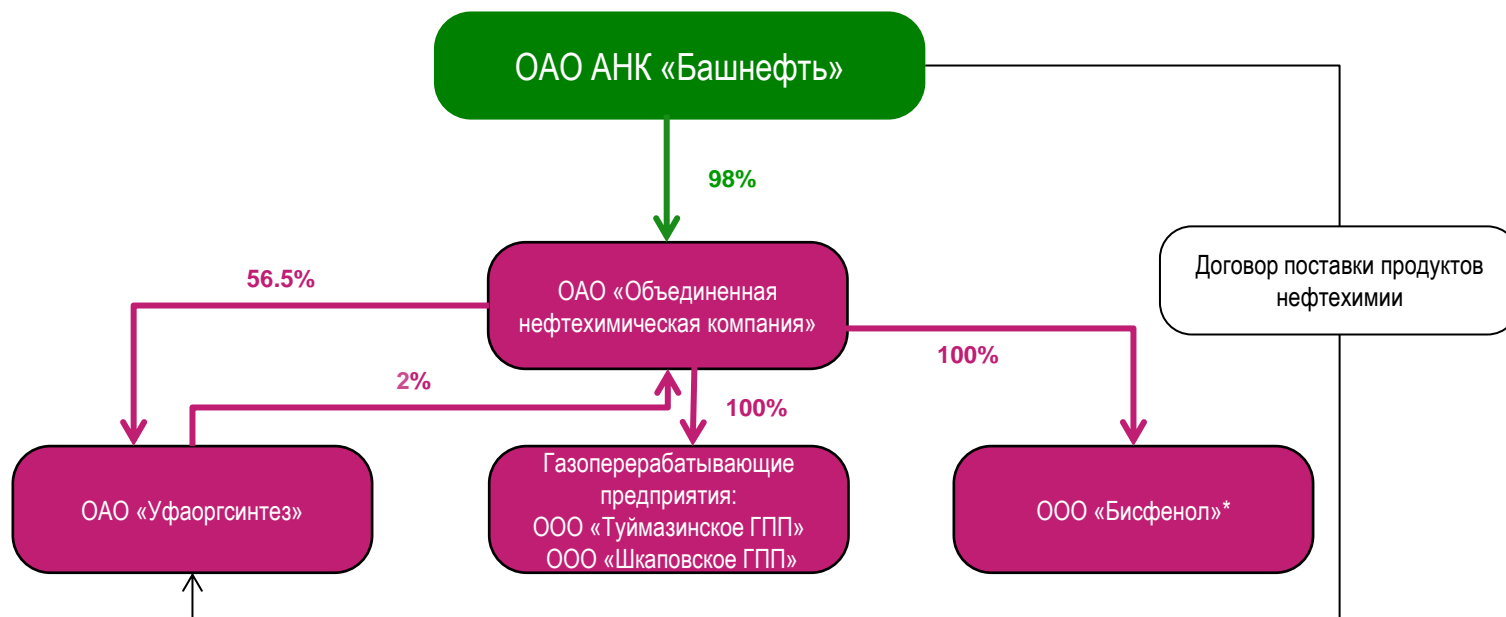 ОАО АНК «Башнефть»
98%
Договор поставки продуктов
нефтехимии
56.5%
ОАО «Объединенная
нефтехимическая компания»
100%
2%
100%
ОАО «Уфаоргсинтез»
Газоперерабатывающие
предприятия:
ООО «Туймазинское ГПП»
ООО «Шкаповское ГПП»
ООО «Бисфенол»*